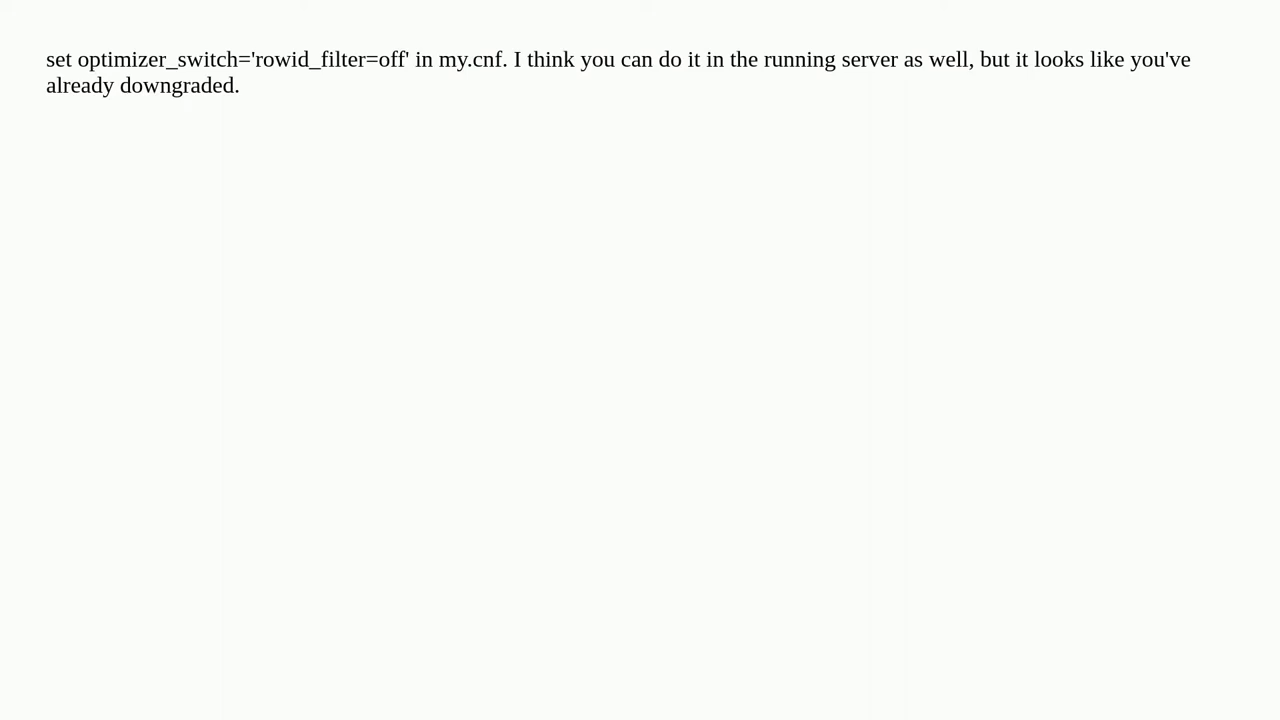 set optimizer_switch='rowid_filter=off' in my.cnf. I think you can do it in the running server as well, but it looks like you've
already downgraded.